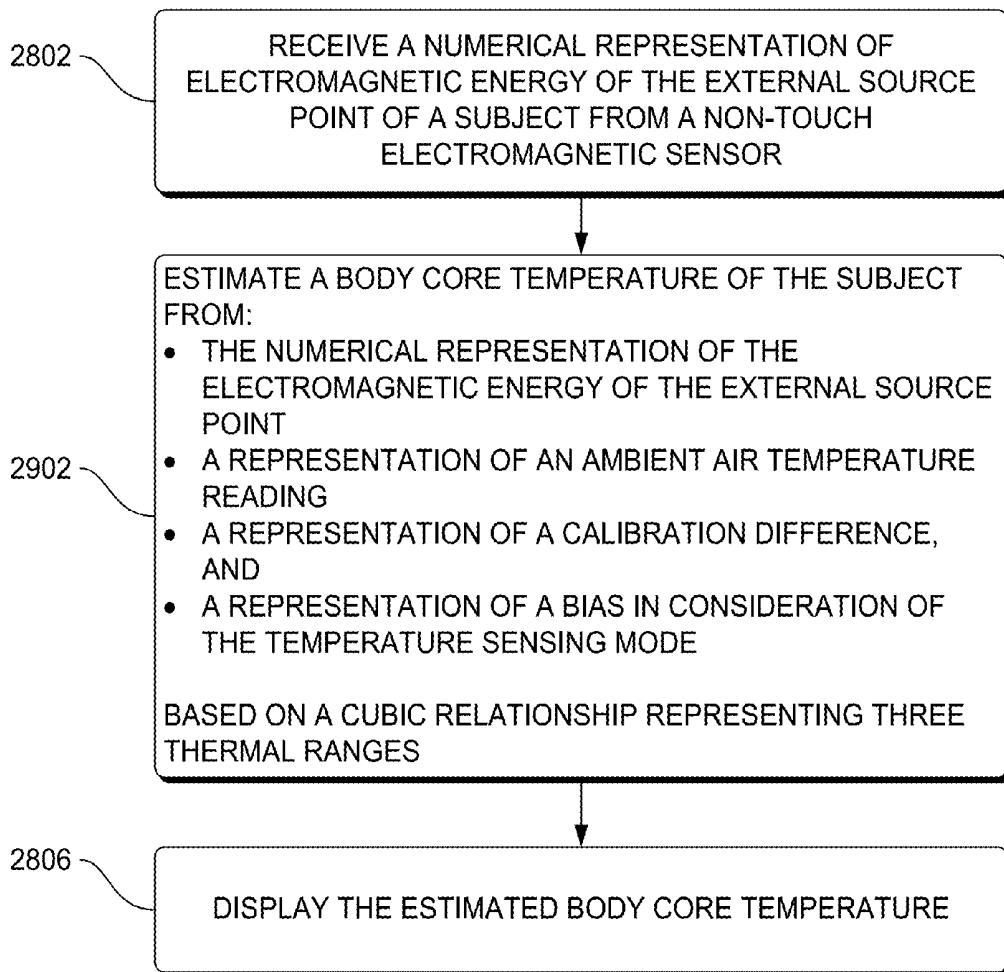 2802
RECEIVE A NUMERICAL REPRESENTATION OF
ELECTROMAGNETIC ENERGY OF THE EXTERNAL SOURCE
POINT OF A SUBJECT FROM A NON-TOUCH
ELECTROMAGNETIC SENSOR
2902
ESTIMATE A BODY CORE TEMPERATURE OF THE SUBJECT
FROM:
• THE NUMERICAL REPRESENTATION OF THE
ELECTROMAGNETIC ENERGY OF THE EXTERNAL SOURCE
POINT
• A REPRESENTATION OF AN AMBIENT AIR TEMPERATURE
READING
• A REPRESENTATION OF A CALIBRATION DIFFERENCE,
AND
• A REPRESENTATION OF A BIAS IN CONSIDERATION OF
THE TEMPERATURE SENSING MODE
BASED ON A CUBIC RELATIONSHIP REPRESENTING THREE
THERMAL RANGES
2806
DISPLAY THE ESTIMATED BODY CORE TEMPERATURE